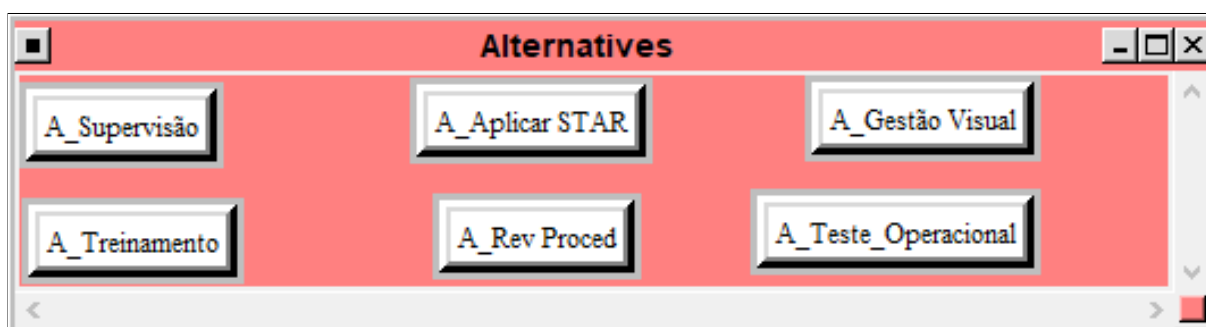 Alternatives
A_Supervisão
A_Aplicar STAR
A_Gestão Visual
A_Treinamento
A_Rev Proced
A_Teste_Operacional